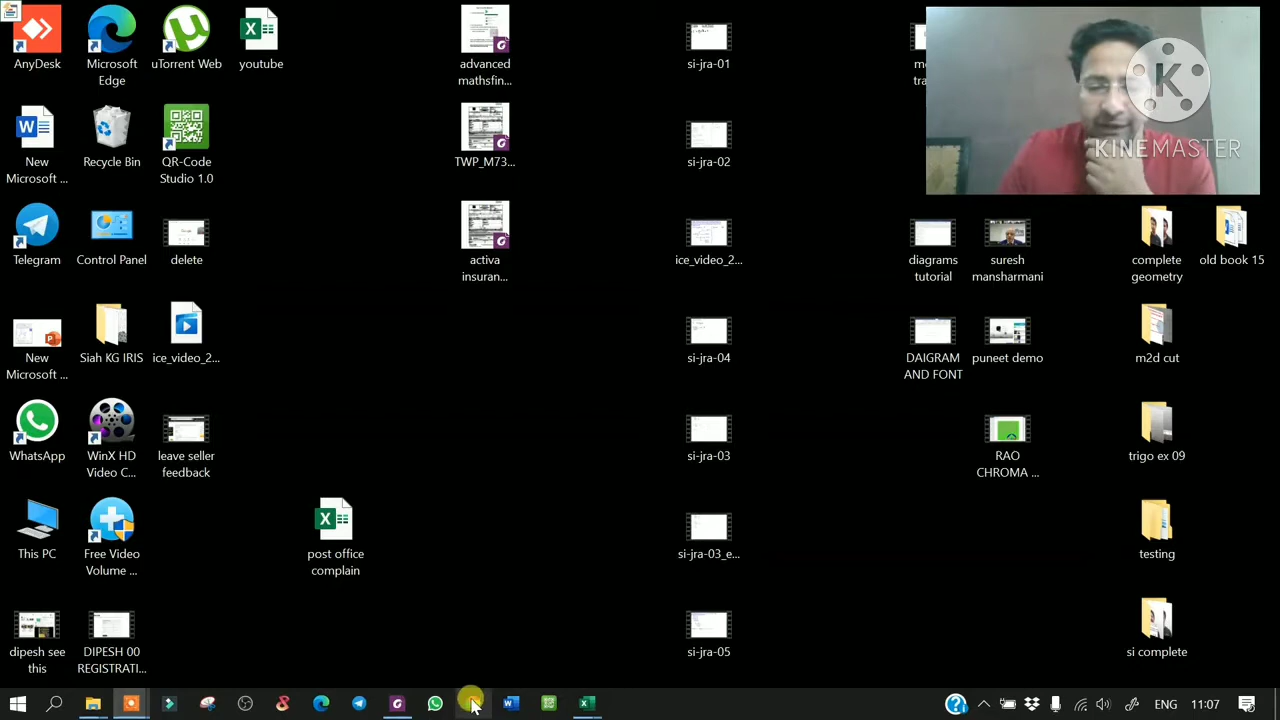 AnyDesk
Microsoft
Edge
uTorrent Web
youtube
advanced
mathsfin...
si-jra-01
K
KINEMASTER
New
Microsoft ...
Recycle Bin
QR-Code
Studio 1.0
TWP_M73...
si-jra-02
Telegram
Control Panel
delete
activa
insuran...
ice_video_2...
diagrams
tutorial
suresh
mansharmani
complete
geometry
old book 15
New
Microsoft ...
Siah KG IRIS
ice_video_2...
si-jra-04
DAIGRAM
AND FONT
puneet demo
m2d cut
WhatsApp
WinX HD
Video C...
leave seller
feedback
si-jra-03
RAO
CHROMA ...
trigo ex 09
This PC
Free Video
Volume ...
post office
complain
si-jra-03_e...
testing
dipesh see
this
DIPESH 00
REGISTRATI...
si-jra-05
si complete
ENG
11:07